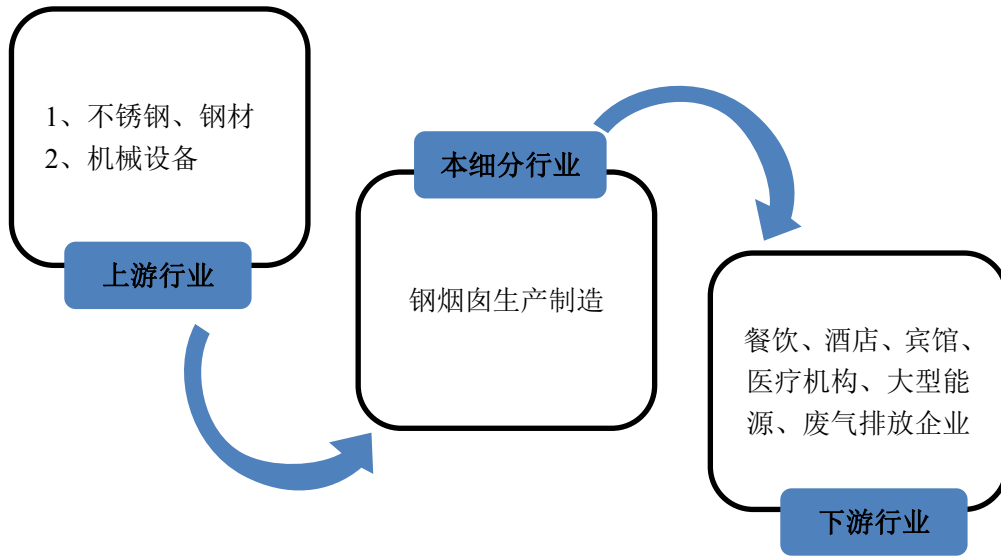 1、不锈钢、钢材
2、机械设备
上游行业
本细分行业
钢烟囱生产制造
餐饮、酒店、宾馆、
医疗机构、大型能
源、废气排放企业
下游行业